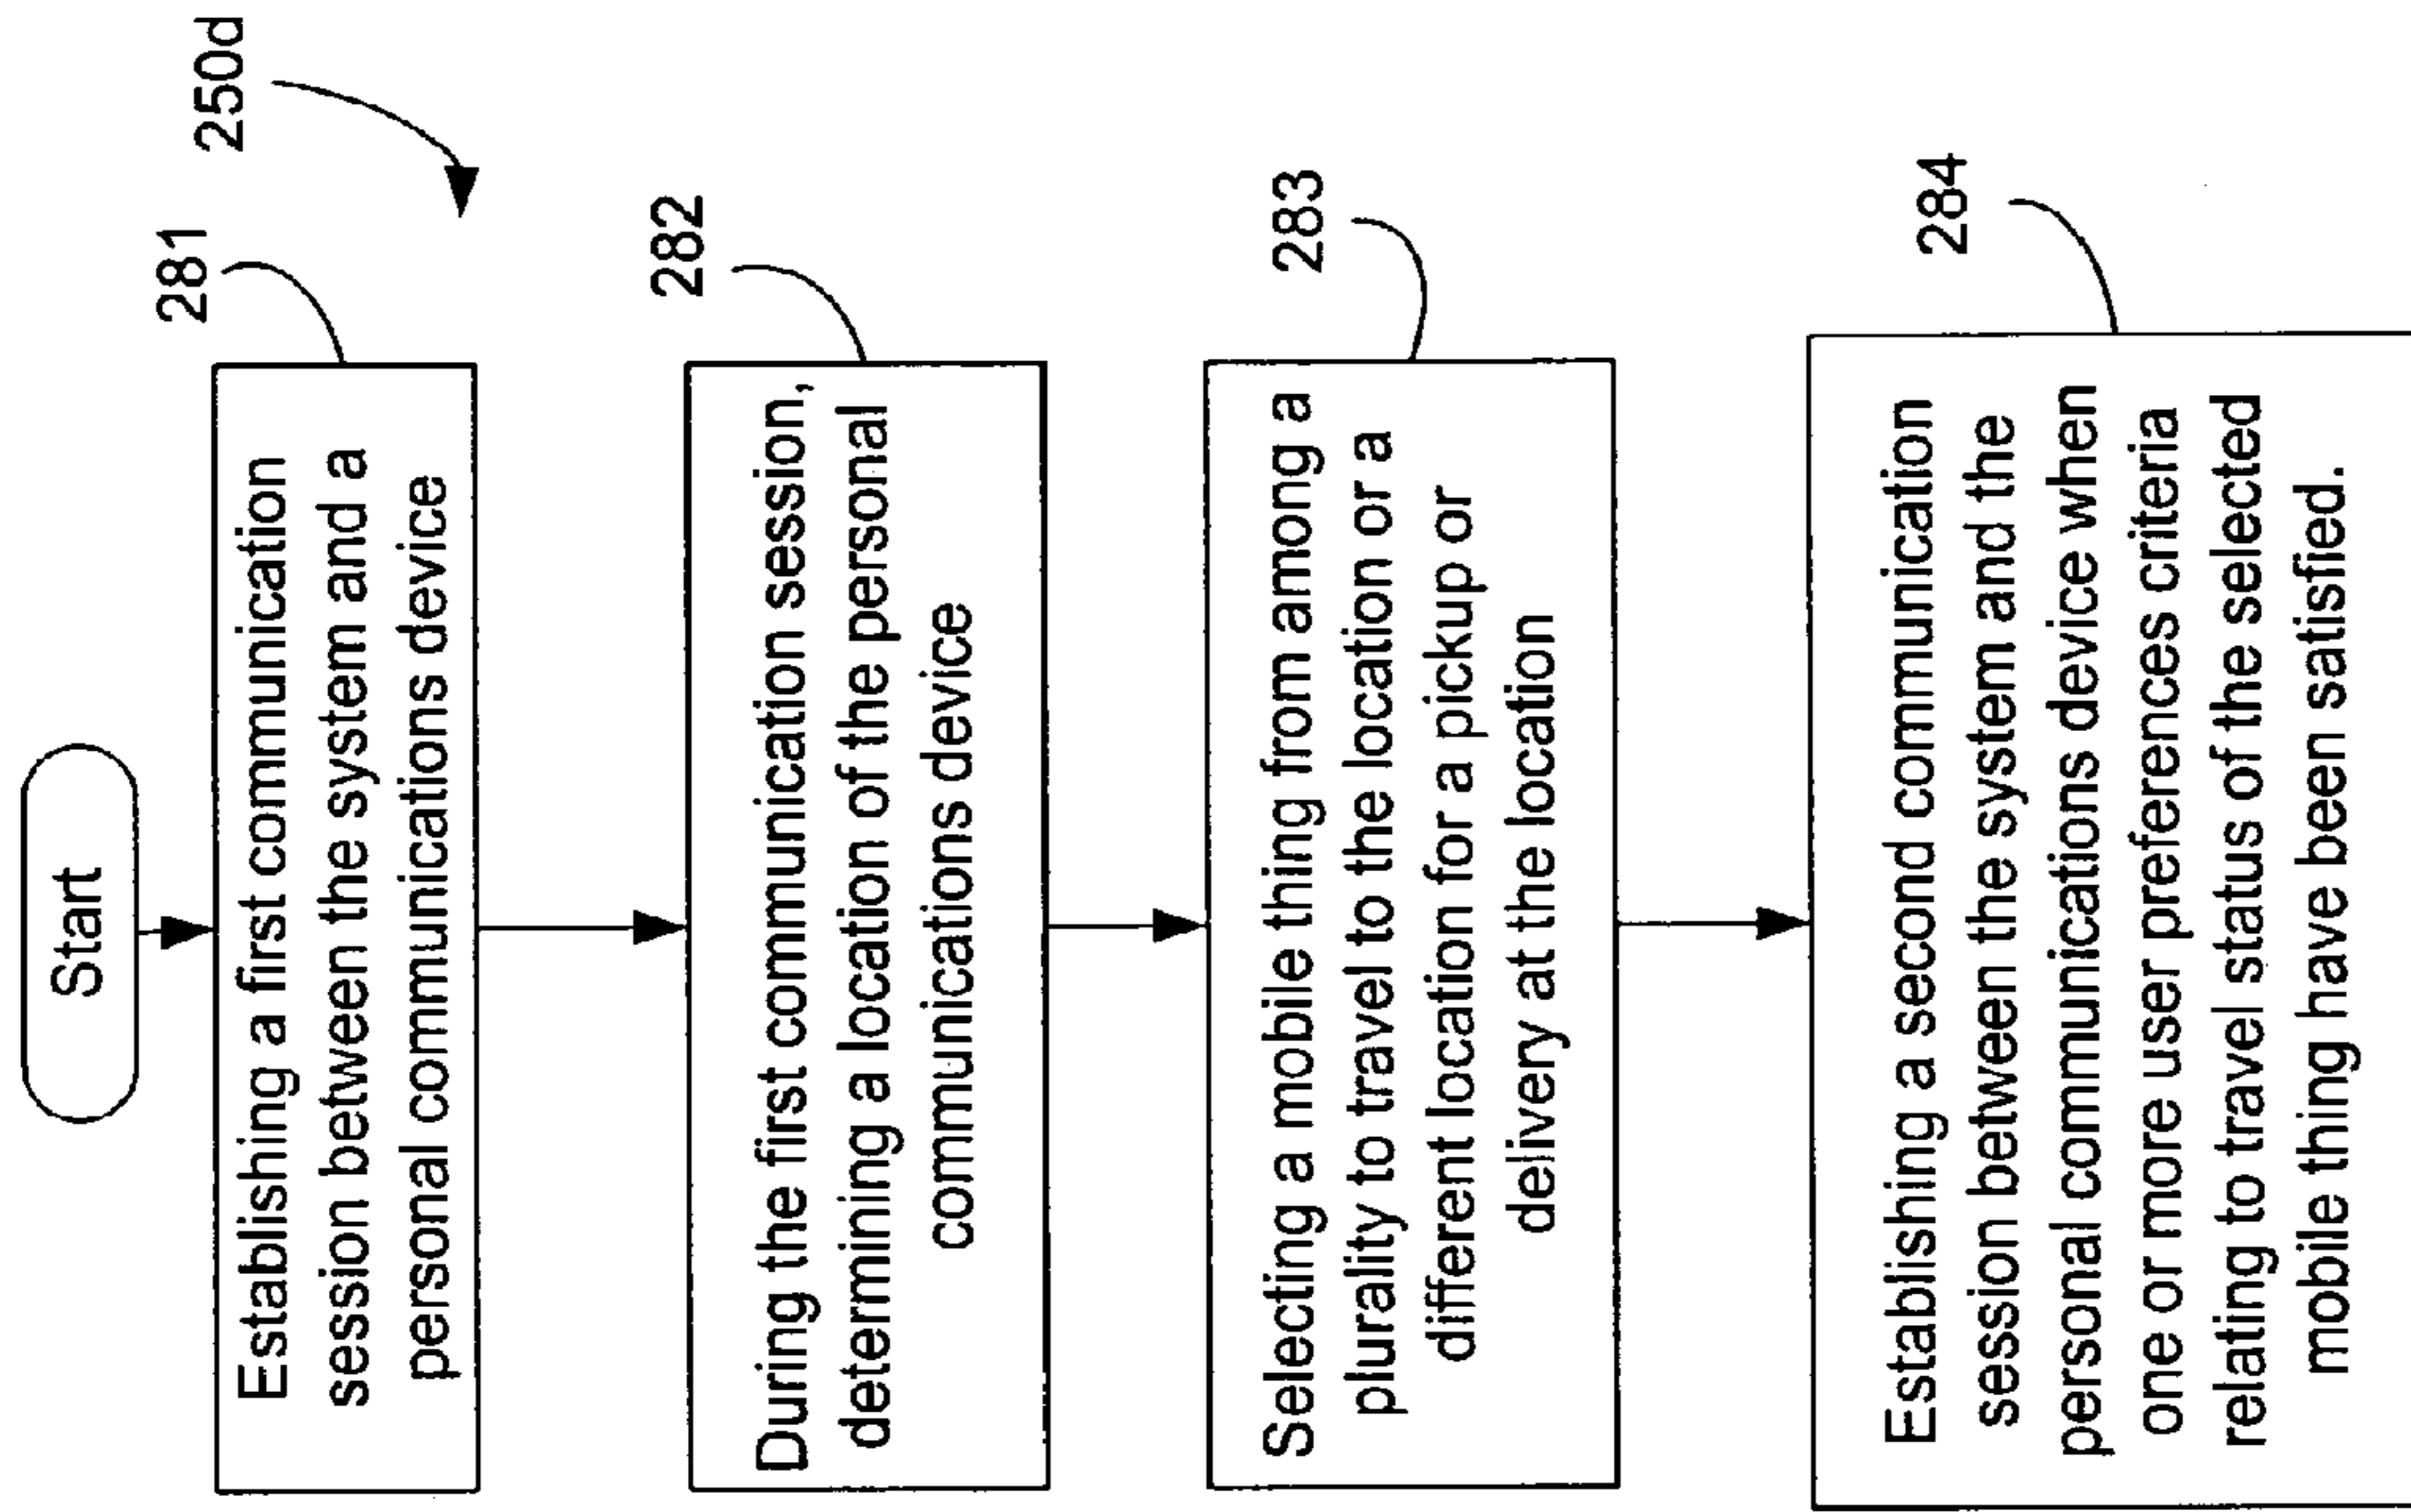 250d
Start
281
Establishing a first communication
session between the system and a
personal communications device
282
During the first communication session,
determining a location of the personal
communications device
283
Selecting a mobile thing from among a
plurality to travel to the location or a
different location for a pickup or
delivery at the location
284
Establishing a second communication
session between the system and the
personal communications device when
one or more user preferences criteria
relating to travel status of the selected
mobile thing have been satisfied.